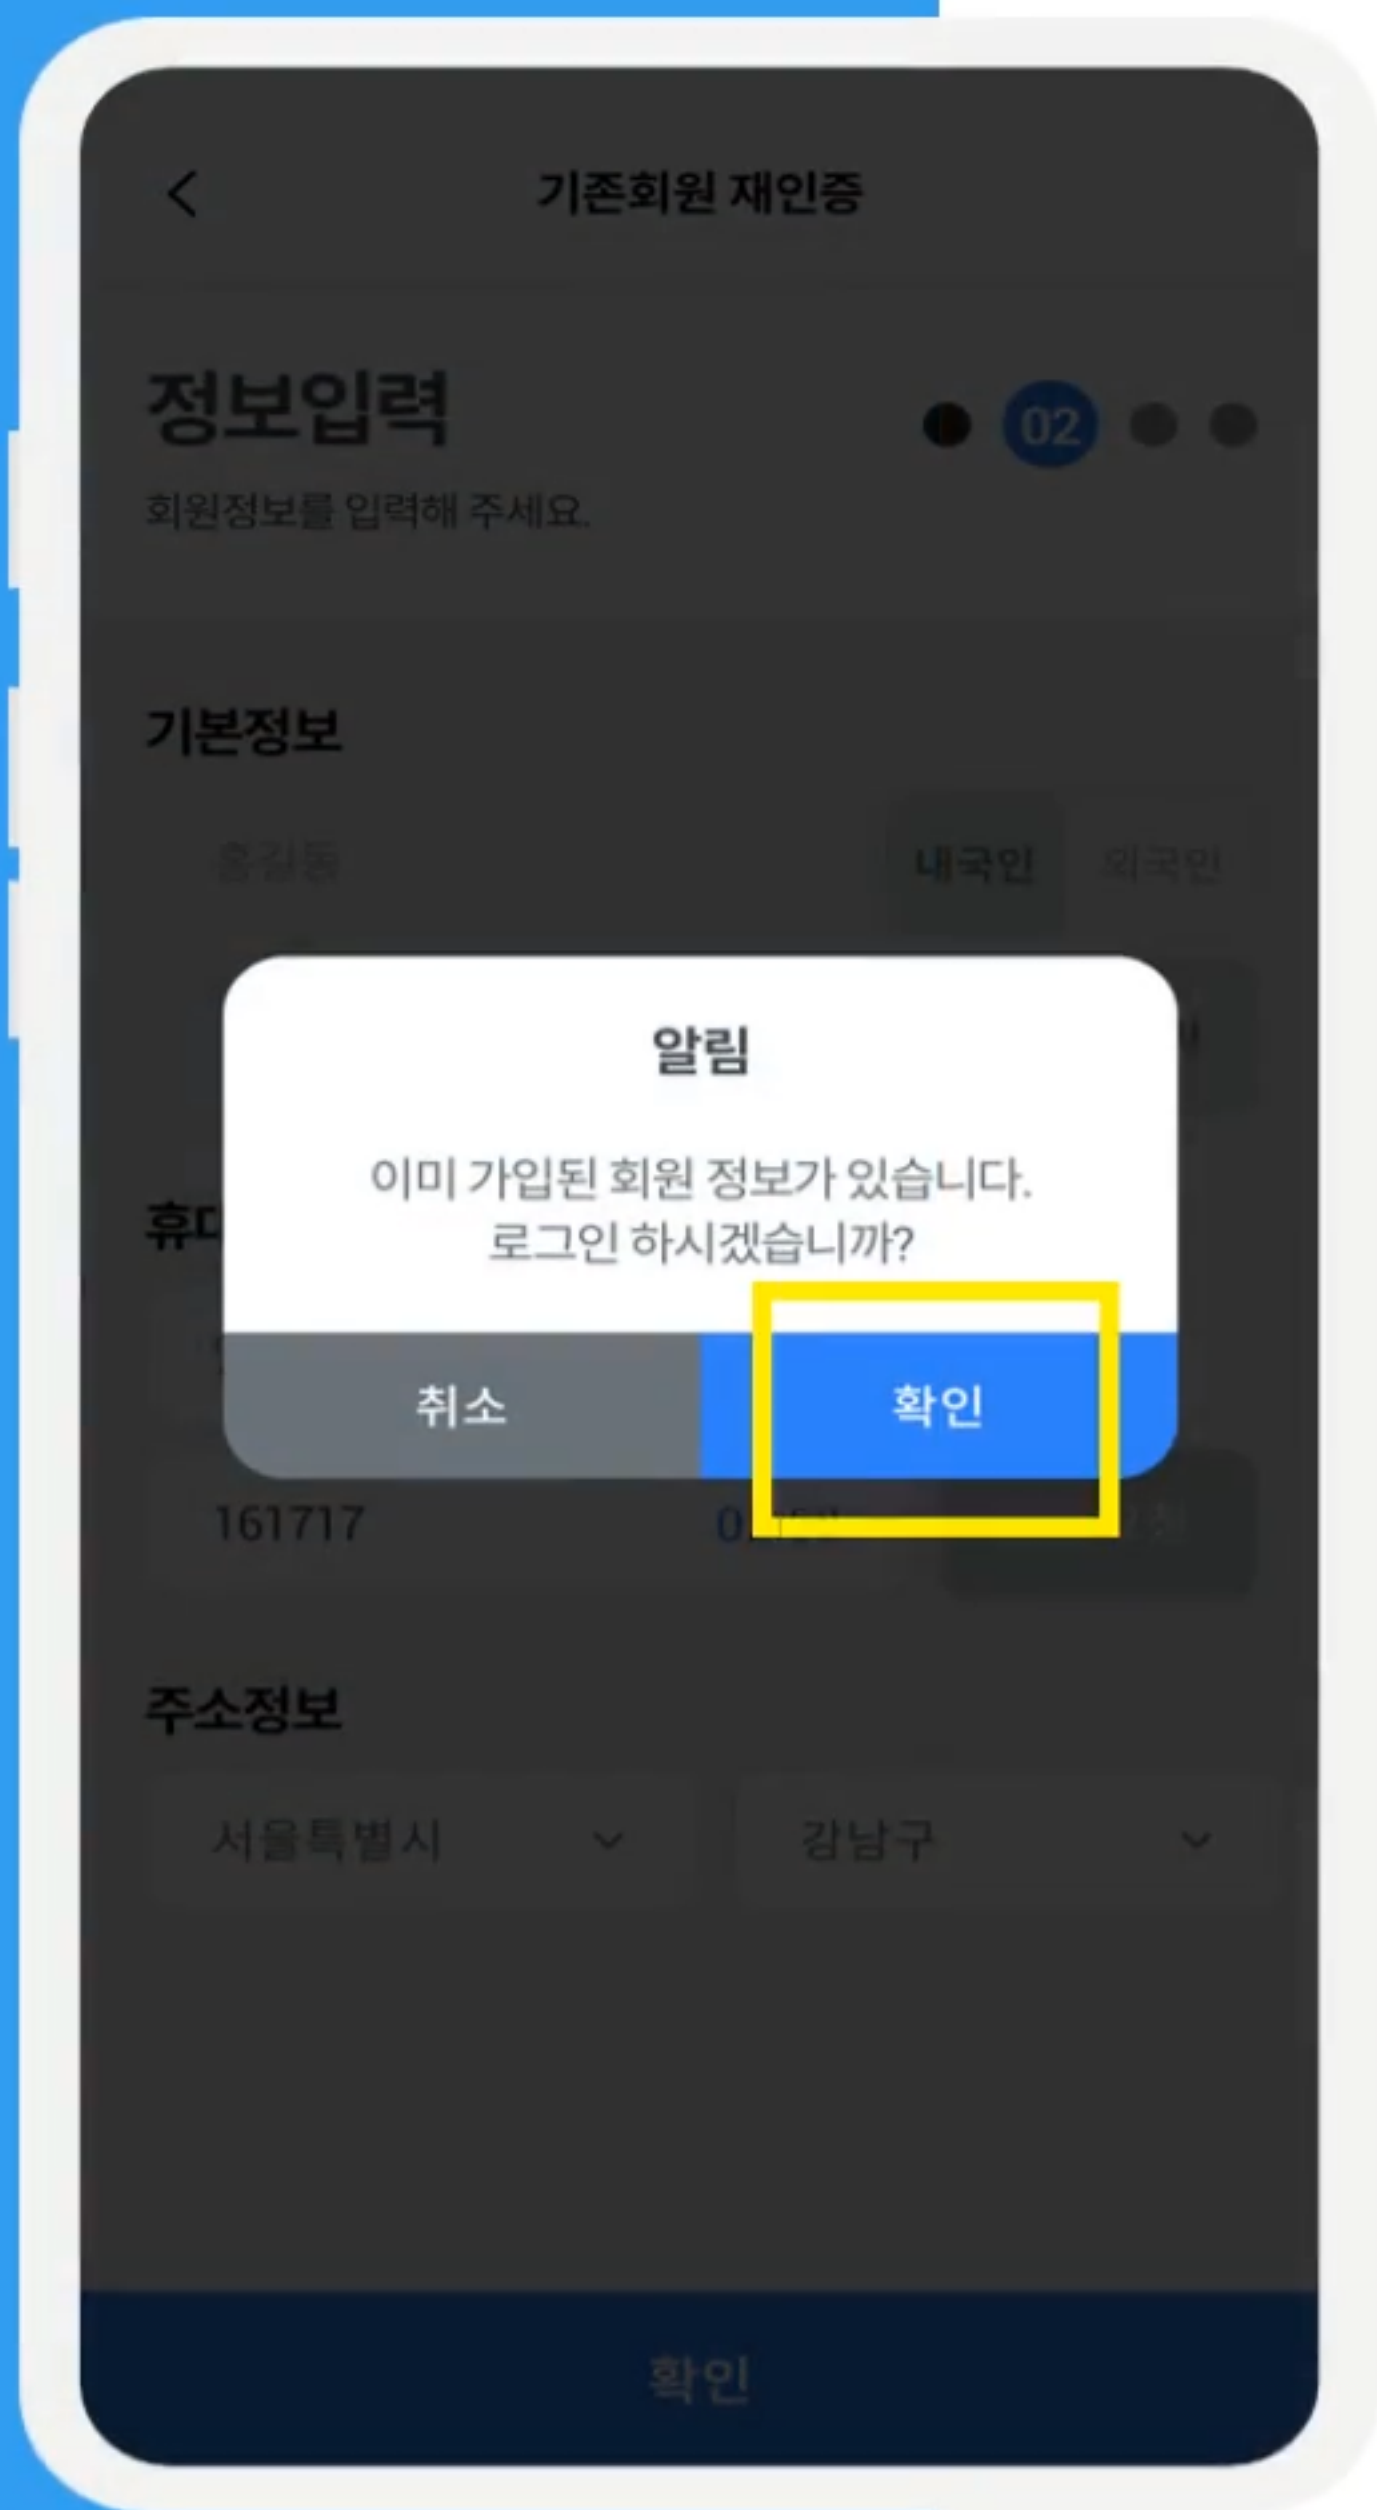 기존회원 재인증
정보입력
02
회원정보를 입력해 주세요.
기본정보
홍길동
내국인
외국인
알림
이미 가입된 회원 정보가 있습니다.
로그인 하시겠습니까?
취소
확인
161717
주소정보
서울특별시
강남구
확인